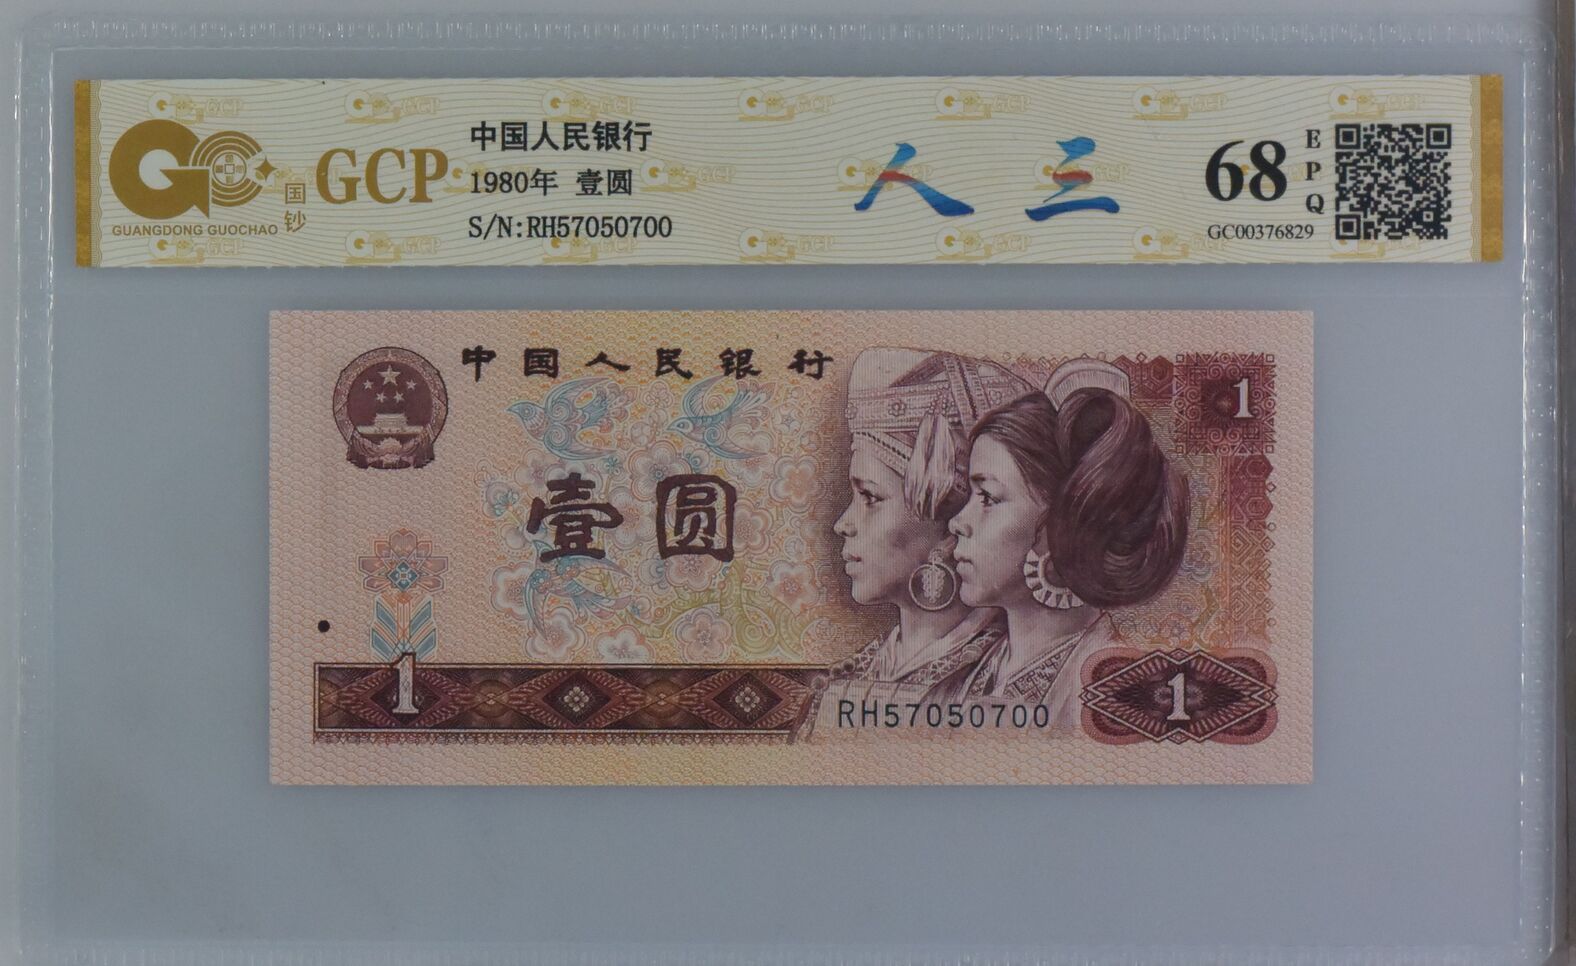 GCP
国钞
GUANGDONG GUOCHAO
中国人民银行
1980年 壹圆
S/N:RH57050700
人 三
68
EPQ
GC00376829
中国人民银行
1
壹圆
1
RH57050700
1